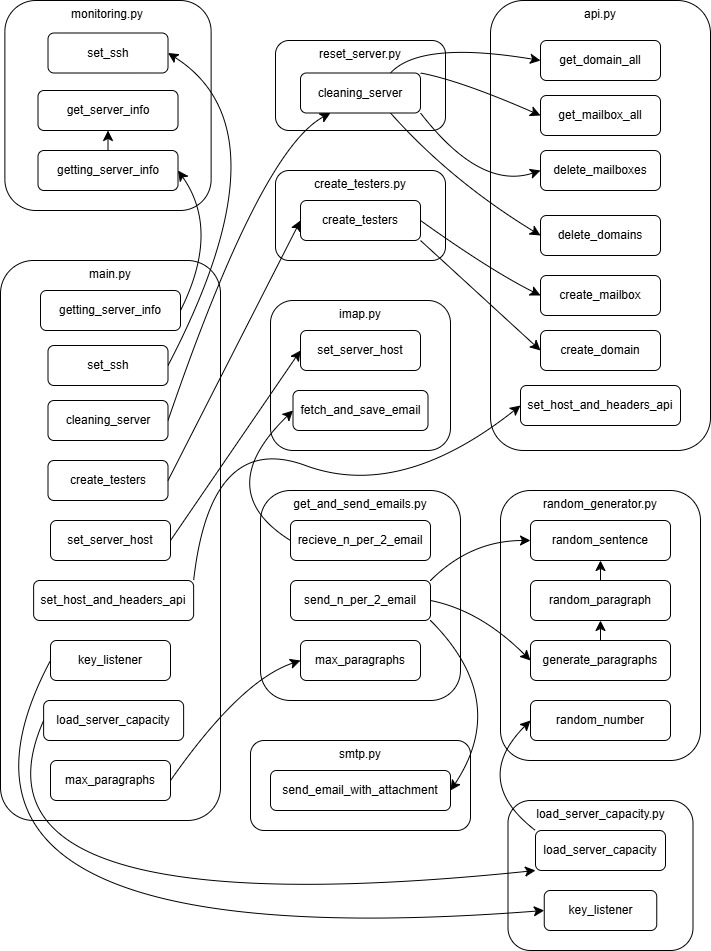 monitoring.py
set_ssh
get_server_info
getting_server_info
reset_server.py
cleaning_server
create_testers.py
create_testers
api.py
get_domain_all
get_mailbox_all
delete_mailboxes
delete_domains
create_mailbox
create_domain
set_host_and_headers_api
main.py
getting_server_info
set_ssh
cleaning_server
create_testers
set_server_host
set_host_and_headers_api
key_listener
load_server_capacity
max_paragraphs
imap.py
set_server_host
fetch_and_save_email
get_and_send_emails.py
recieve_n_per_2_email
send_n_per_2_email
max_paragraphs
random_generator.py
random_sentence
random_paragraph
generate_paragraphs
random_number
smtp.py
send_email_with_attachment
load_server_capacity.py
load_server_capacity
key_listener